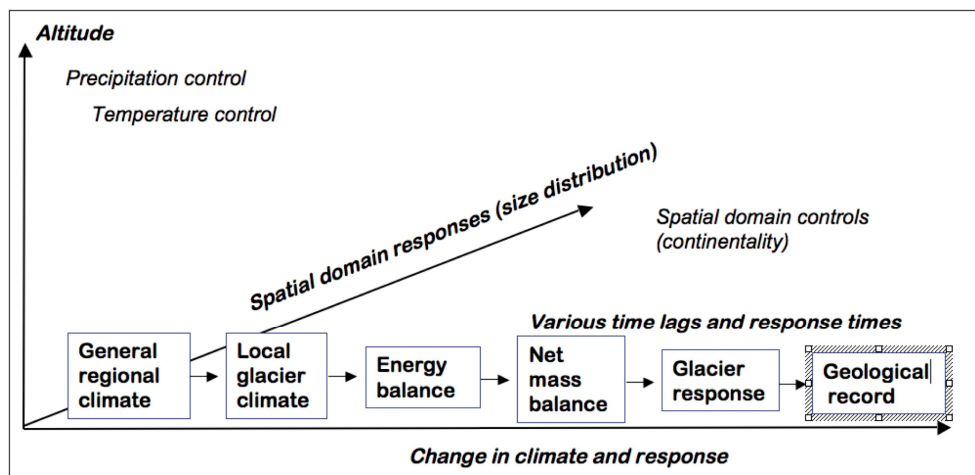 Altitude
Precipitation control
Temperature control
Spatial domain responses (size distribution)
Spatial domain controls
(continentality)
Various time lags and response times
General
regional
climate
Local
glacier
climate
Energy
balance
Net
mass
balance
Glacier
response
Geological
record
Change in climate and response